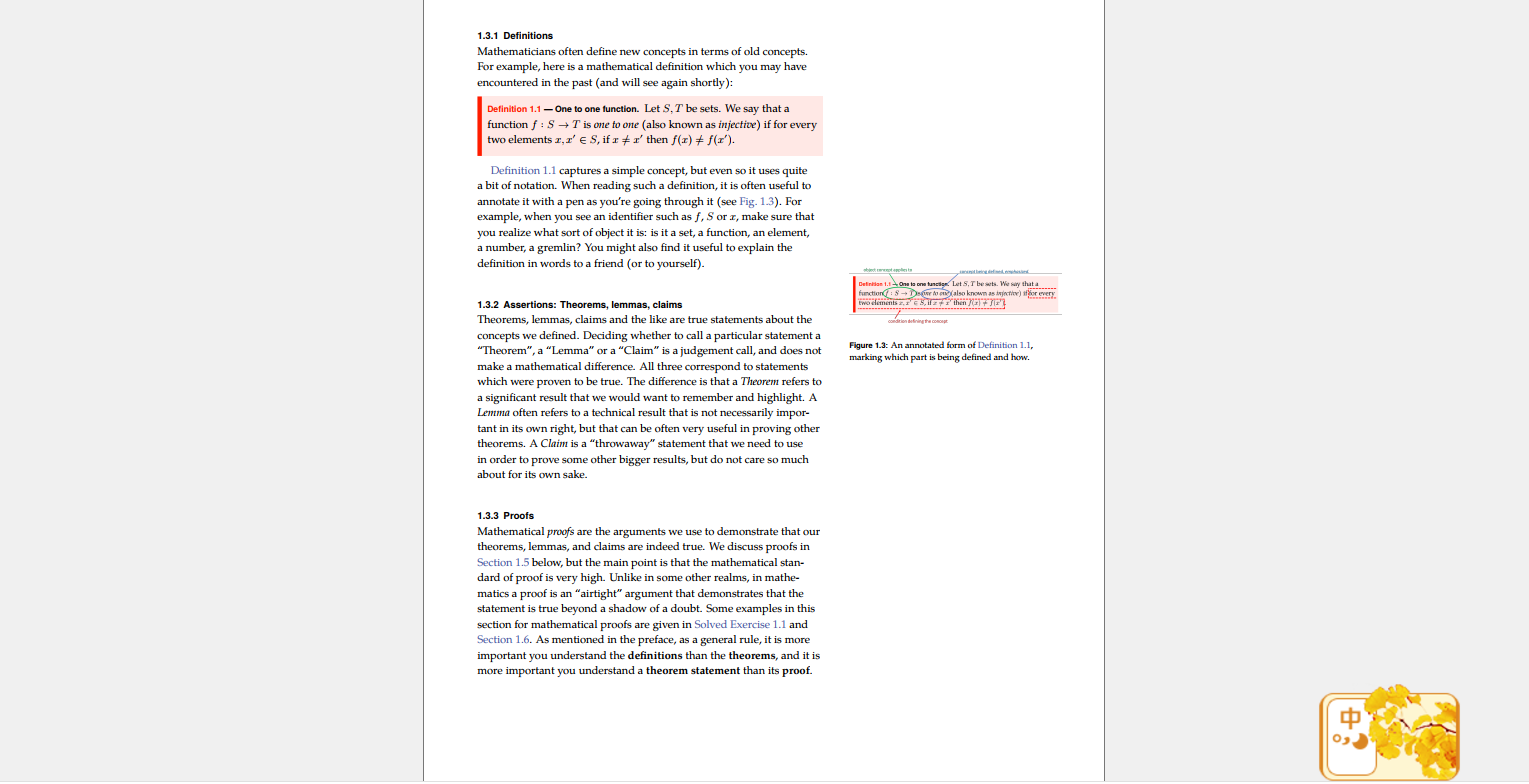 1.3.1 Definitions
Mathematicians often define new concepts in terms of old concepts.
For example, here is a mathematical definition which you may have
encountered in the past (and will see again shortly):
Definition 1.1 — One to one function. Let S, T be sets. We say that a
function f : S → T is one to one (also known as injective) if for every
two elements x, x′ ∈ S, if x ≠ x′ then f(x) ≠ f(x′).
Definition 1.1 captures a simple concept, but even so it uses quite
a bit of notation. When reading such a definition, it is often useful to
annotate it with a pen as you're going through it (see Fig. 1.3). For
example, when you see an identifier such as f, S or x, make sure that
you realize what sort of object it is: is it a set, a function, an element,
a number, a gremlin? You might also find it useful to explain the
definition in words to a friend (or to yourself).
1.3.2 Assertions: Theorems, lemmas, claims
Theorems, lemmas, claims and the like are true statements about the
concepts we defined. Deciding whether to call a particular statement a
“Theorem”, a “Lemma” or a “Claim” is a judgement call, and does not
make a mathematical difference. All three correspond to statements
which were proven to be true. The difference is that a Theorem refers to
a significant result that we would want to remember and highlight. A
Lemma often refers to a technical result that is not necessarily impor-
tant in its own right, but that can be often very useful in proving other
theorems. A Claim is a “throwaway” statement that we need to use
in order to prove some other bigger results, but do not care so much
about for its own sake.
1.3.3 Proofs
Mathematical proofs are the arguments we use to demonstrate that our
theorems, lemmas, and claims are indeed true. We discuss proofs in
Section 1.5 below, but the main point is that the mathematical stan-
dard of proof is very high. Unlike in some other realms, in mathe-
matics a proof is an “airtight” argument that demonstrates that the
statement is true beyond a shadow of a doubt. Some examples in this
section for mathematical proofs are given in Solved Exercise 1.1 and
Section 1.6. As mentioned in the preface, as a general rule, it is more
important you understand the definitions than the theorems, and it is
more important you understand a theorem statement than its proof.
object concept applies to
concept being defined, emphasized
Definition 1.1 — One to one function. Let S, T be sets. We say that a
function f : S → T is one to one (also known as injective) if for every
two elements x, x′ ∈ S, if x ≠ x′ then f(x) ≠ f(x′).
condition defining the concept
Figure 1.3: An annotated form of Definition 1.1,
marking which part is being defined and how.
中